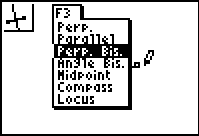 F3
Perp.
Parallel
Perp. Bis.
Angle Bis.
Midpoint
Compass
Locus